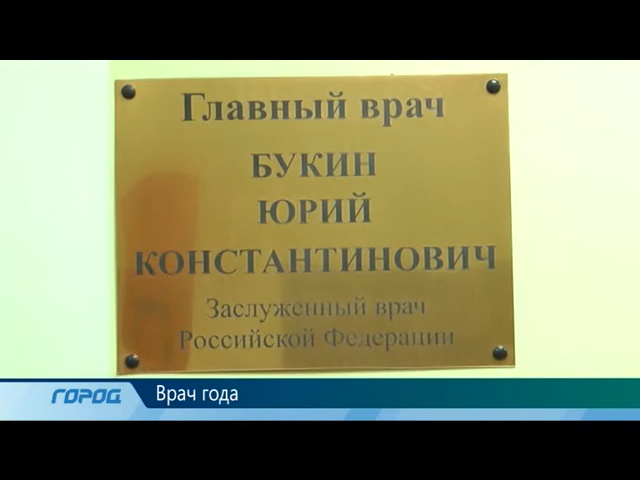 Главный врач
БУКИН
ЮРИЙ
КОНСТАНТИНОВИЧ
Заслуженный врач
Российской Федерации
ГОРОД Врач года